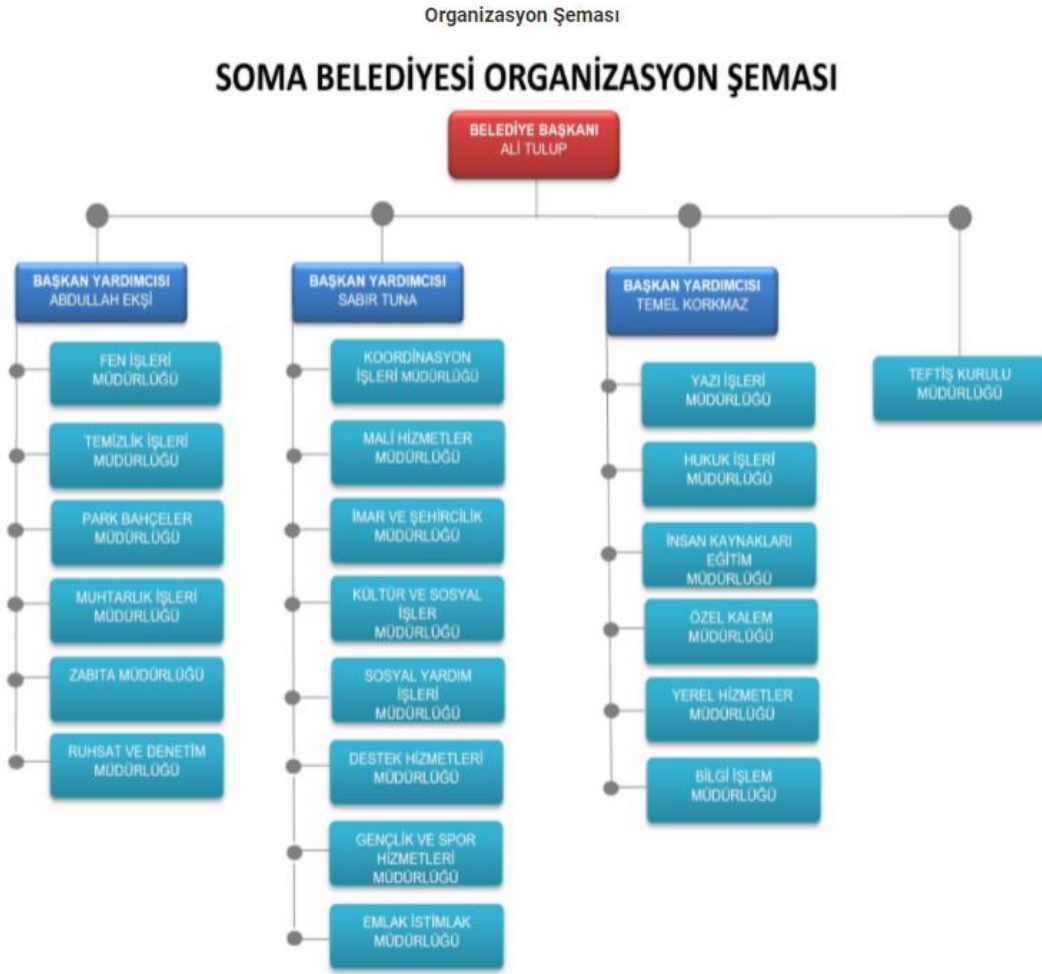 Organizasyon Şeması
SOMA BELEDİYESİ ORGANİZASYON ŞEMASI
BELEDİYE BAŞKANI
ALİ TULUP
BAŞKAN YARDIMCISI
ABDULLAH EKŞİ
FEN İŞLERİ
MÜDÜRLÜĞÜ
TEMİZLİK İŞLERİ
MÜDÜRLÜĞÜ
PARK BAHÇELER
MÜDÜRLÜĞÜ
MUHTARLIK İŞLERİ
MÜDÜRLÜĞÜ
ZABITA MÜDÜRLÜĞÜ
RUHSAT VE DENETİM
MÜDÜRLÜĞÜ
BAŞKAN YARDIMCISI
SABIR TUNA
KOORDİNASYON
İŞLERİ MÜDÜRLÜĞÜ
MALİ HİZMETLER
MÜDÜRLÜĞÜ
İMAR VE ŞEHİRCİLİK
MÜDÜRLÜĞÜ
KÜLTÜR VE SOSYAL
İŞLER
MÜDÜRLÜĞÜ
SOSYAL YARDIM
İŞLERİ
MÜDÜRLÜĞÜ
DESTEK HİZMETLERİ
MÜDÜRLÜĞÜ
GENÇLİK VE SPOR
HİZMETLERİ
MÜDÜRLÜĞÜ
EMLAK İSTİMLAK
MÜDÜRLÜĞÜ
BAŞKAN YARDIMCISI
TEMEL KORKMAZ
YAZI İŞLERİ
MÜDÜRLÜĞÜ
HUKUK İŞLERİ
MÜDÜRLÜĞÜ
İNSAN KAYNAKLARI
EĞİTİM
MÜDÜRLÜĞÜ
ÖZEL KALEM
MÜDÜRLÜĞÜ
YEREL HİZMETLER
MÜDÜRLÜĞÜ
BİLGİ İŞLEM
MÜDÜRLÜĞÜ
TEFTİŞ KURULU
MÜDÜRLÜĞÜ